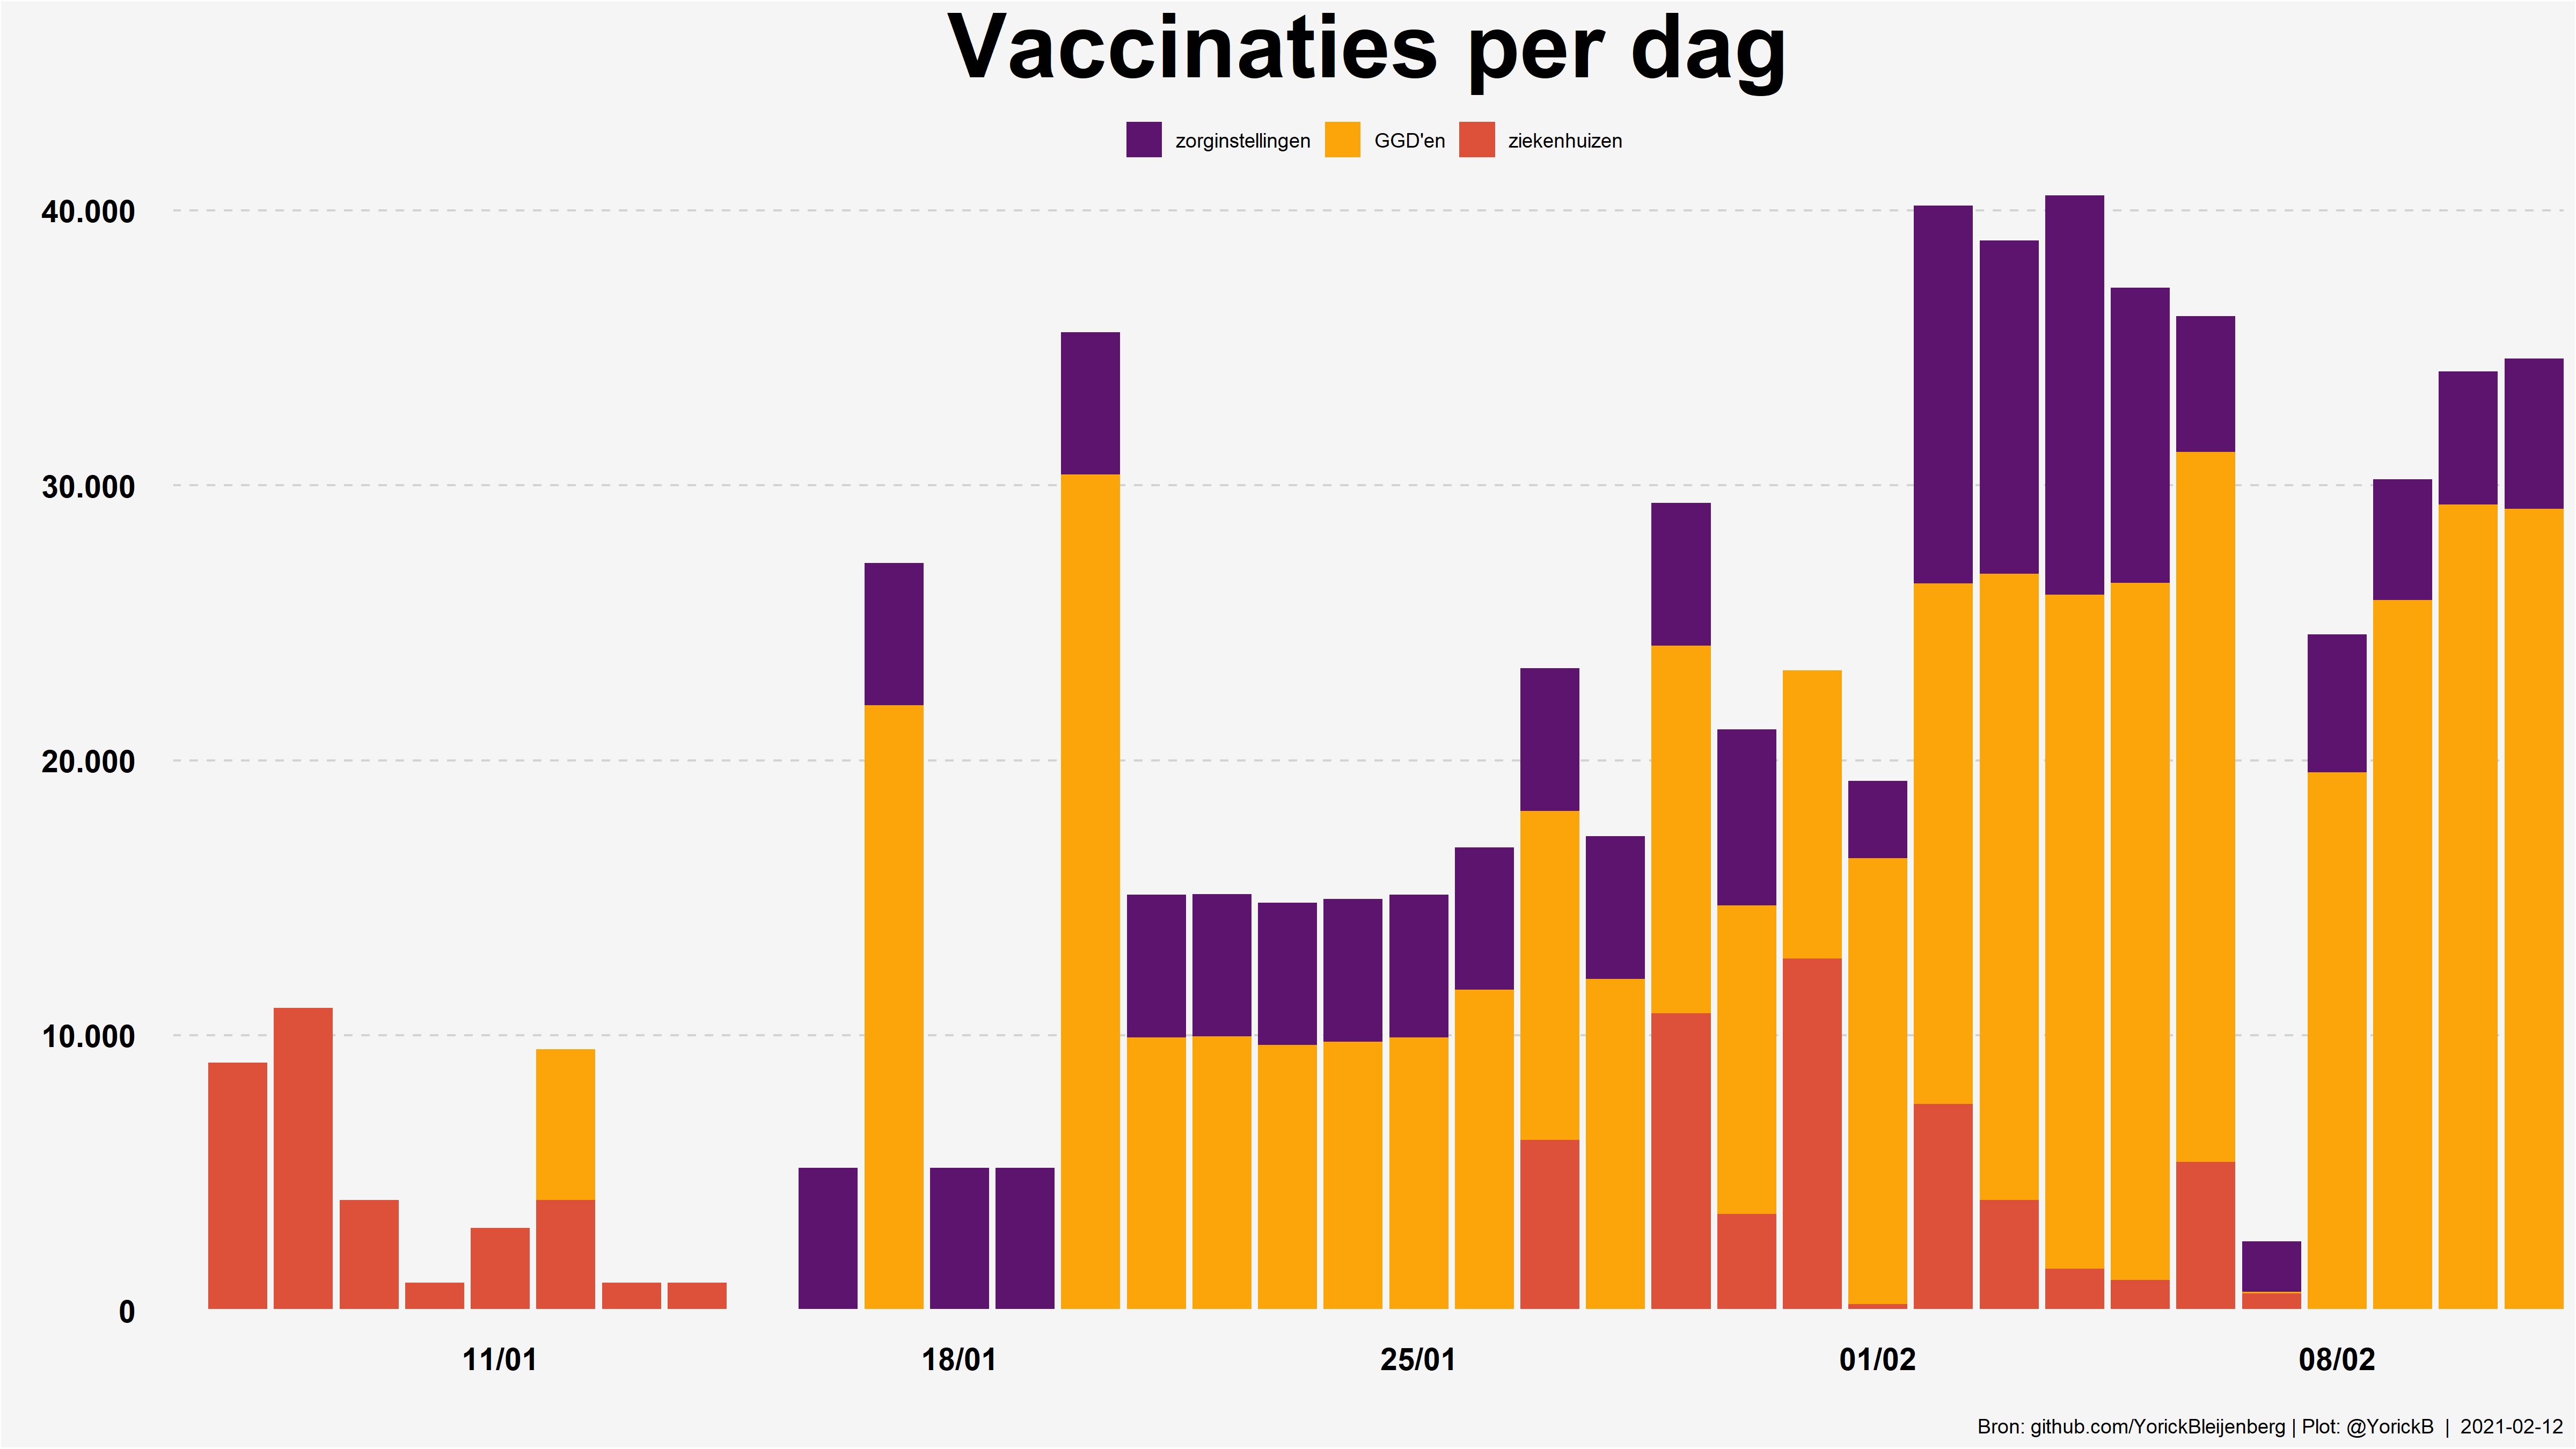 Vaccinaties per dag
zorginstellingen GGD'en ziekenhuizen
40.000
30.000
20.000
10.000
0
11/01 18/01 25/01 01/02 08/02
Bron: github.com/YorickBleijenberg | Plot: @YorickB | 2021-02-12